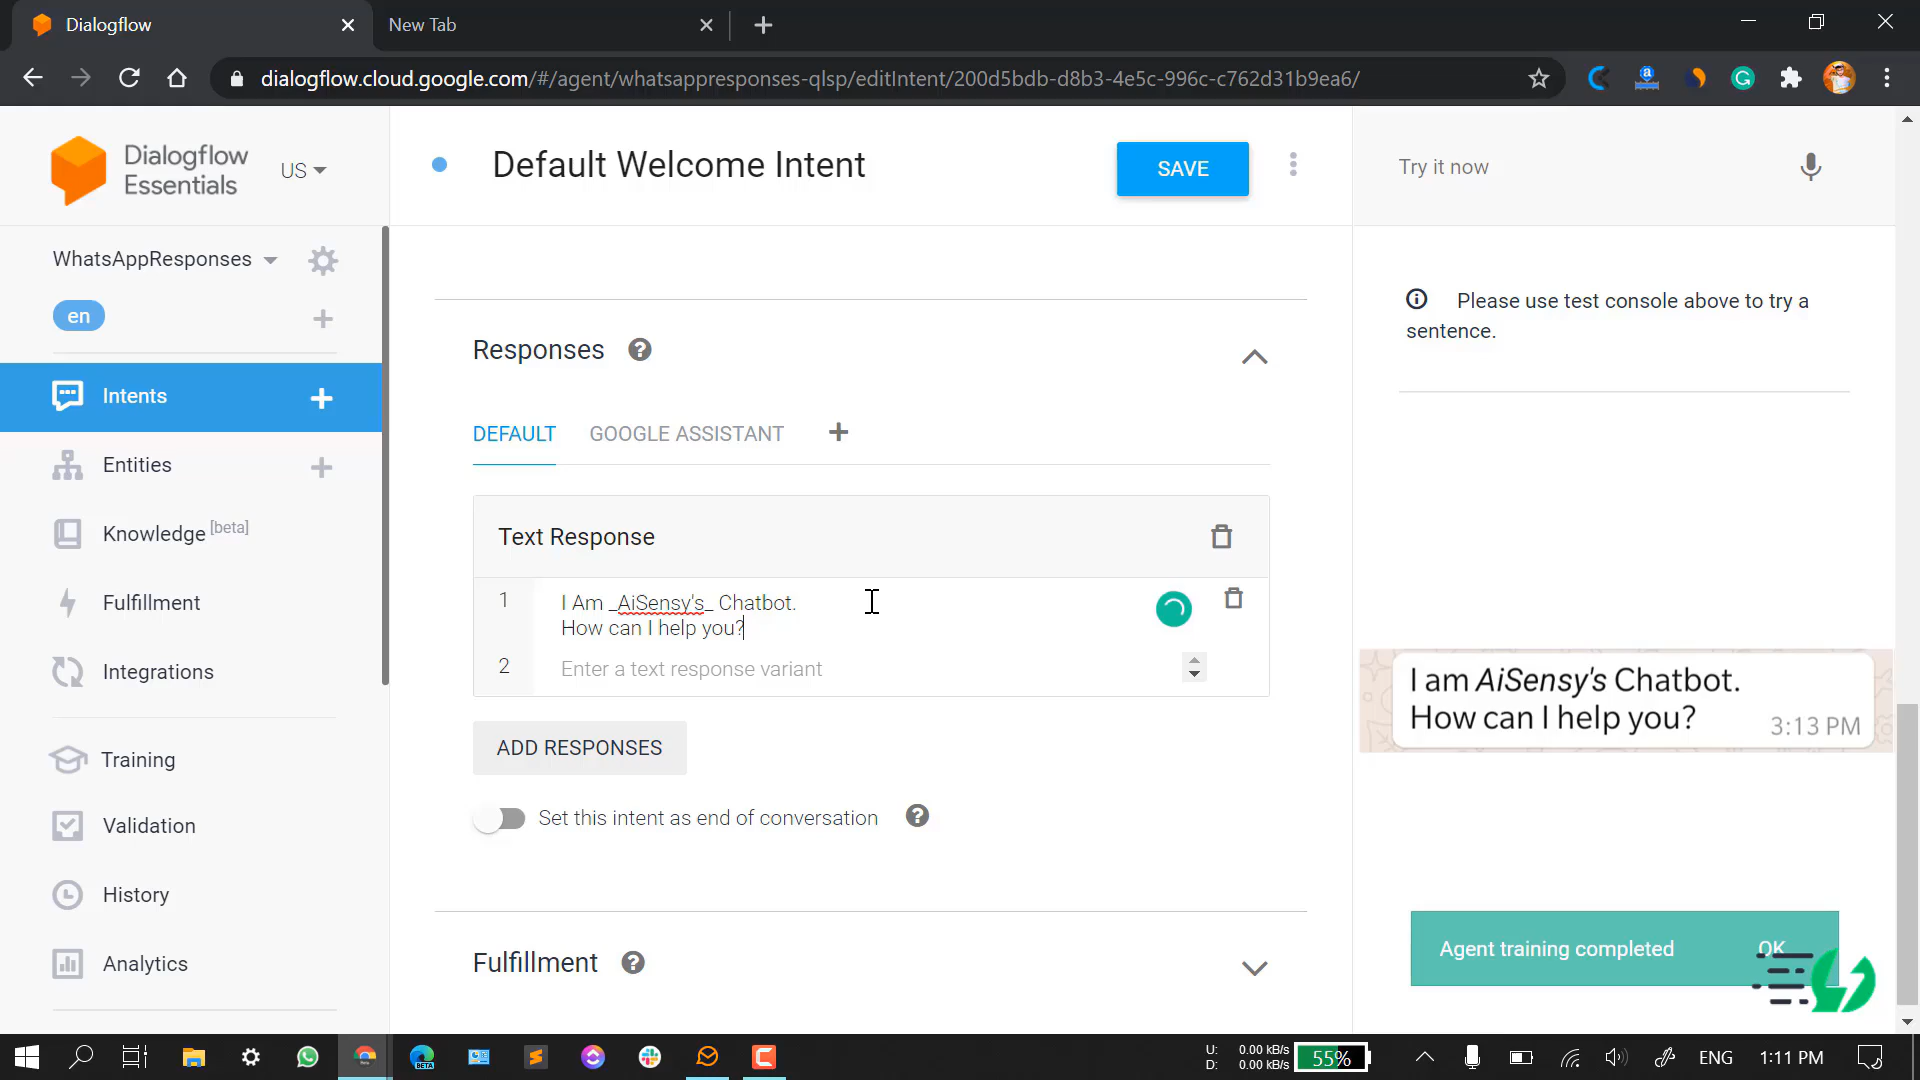 Dialogflow
New Tab
dialogflow.cloud.google.com/#/agent/whatsappresponses-qlsp/editIntent/200d5bdb-d8b3-4e5c-996c-c762d31b9ea6/
Dialogflow
Essentials
US
WhatsAppResponses
en
Intents
Entities
Knowledge [beta]
Fulfillment
Integrations
Training
Validation
History
Analytics
Default Welcome Intent
SAVE
Responses
DEFAULT
GOOGLE ASSISTANT
Text Response
1
I Am _AiSensy's_ Chatbot.
How can I help you?
2
Enter a text response variant
ADD RESPONSES
Set this intent as end of conversation
Fulfillment
Try it now
Please use test console above to try a
sentence.
I am AiSensy's Chatbot.
How can I help you?
3:13 PM
Agent training completed
OK
U: 0.00 kB/s
D: 0.00 kB/s
55%
ENG
1:11 PM